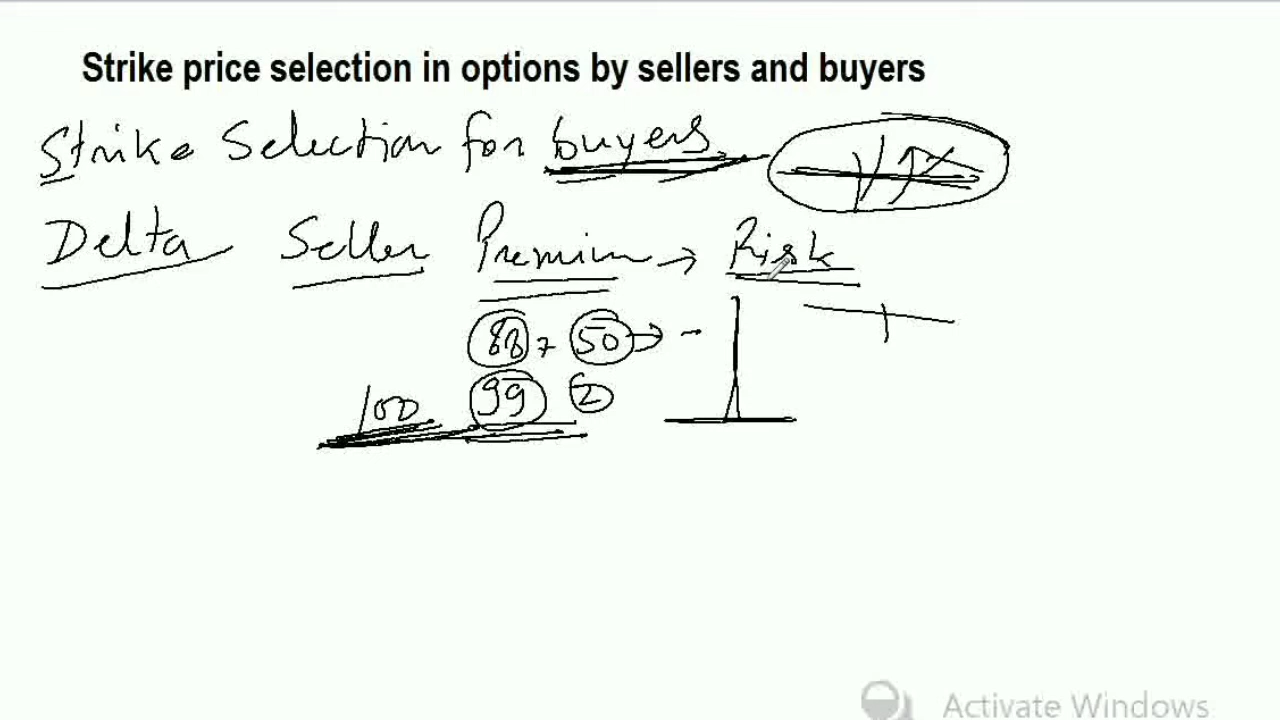 Strike price selection in options by sellers and buyers
Strike Selection for buyers
Delta Seller Premium → Risk
50 → -
100 99 2
Activate Windows